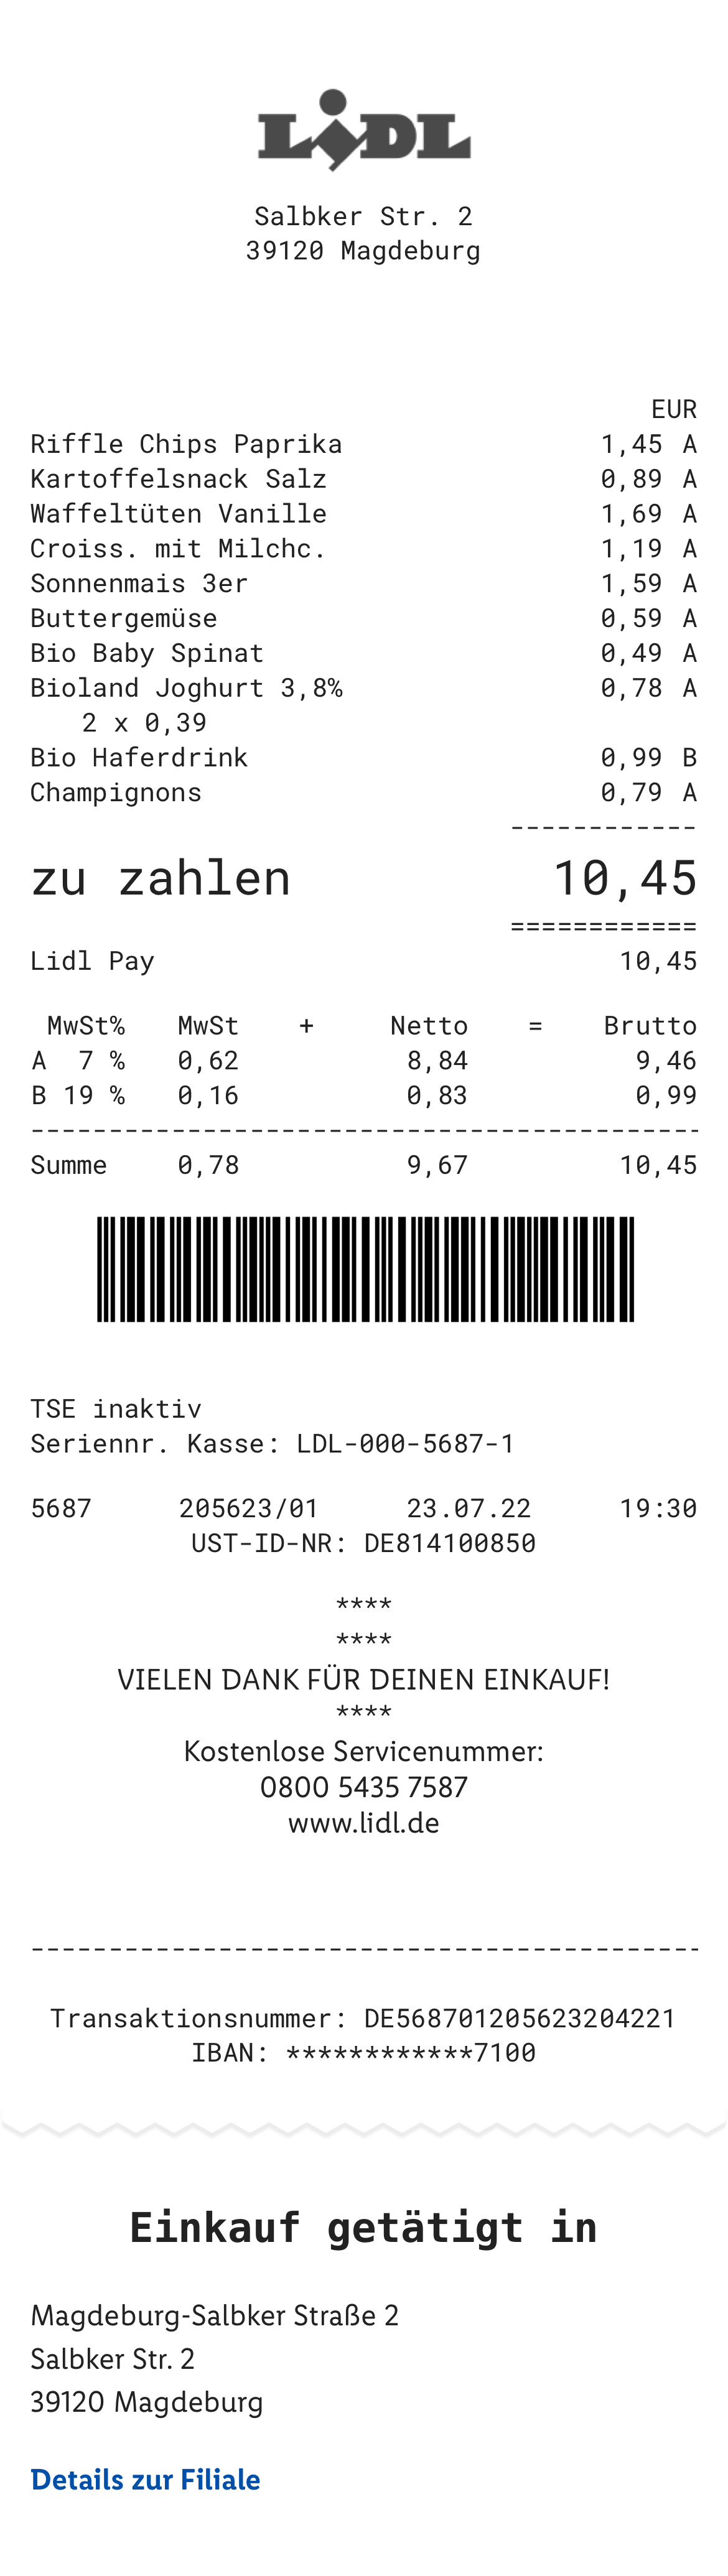 LIDL
Salbker Str. 2
39120 Magdeburg
EUR
Riffle Chips Paprika 1,45 A
Kartoffelsnack Salz 0,89 A
Waffeltüten Vanille 1,69 A
Croiss. mit Milchc. 1,19 A
Sonnenmais 3er 1,59 A
Buttergemüse 0,59 A
Bio Baby Spinat 0,49 A
Bioland Joghurt 3,8% 0,78 A
2 x 0,39
Bio Haferdrink 0,99 B
Champignons 0,79 A
------------
zu zahlen 10,45
============
Lidl Pay 10,45
MwSt% MwSt + Netto = Brutto
A 7 % 0,62 8,84 9,46
B 19 % 0,16 0,83 0,99
-------------------------------------------
Summe 0,78 9,67 10,45
TSE inaktiv
Seriennr. Kasse: LDL-000-5687-1
5687 205623/01 23.07.22 19:30
UST-ID-NR: DE814100850
****
****
VIELEN DANK FÜR DEINEN EINKAUF!
****
Kostenlose Servicenummer:
0800 5435 7587
www.lidl.de
-------------------------------------------
Transaktionsnummer: DE568701205623204221
IBAN: ************7100
Einkauf getätigt in
Magdeburg-Salbker Straße 2
Salbker Str. 2
39120 Magdeburg
Details zur Filiale